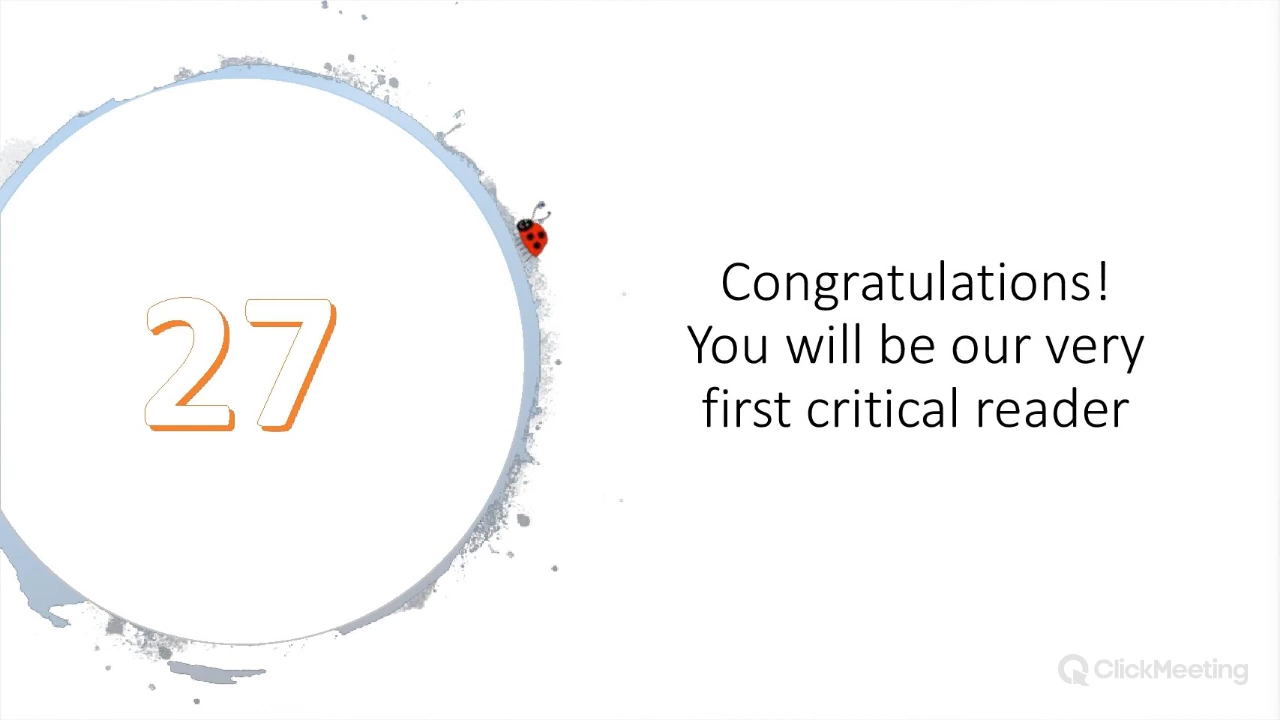 27
Congratulations!
You will be our very
first critical reader
ClickMeeting